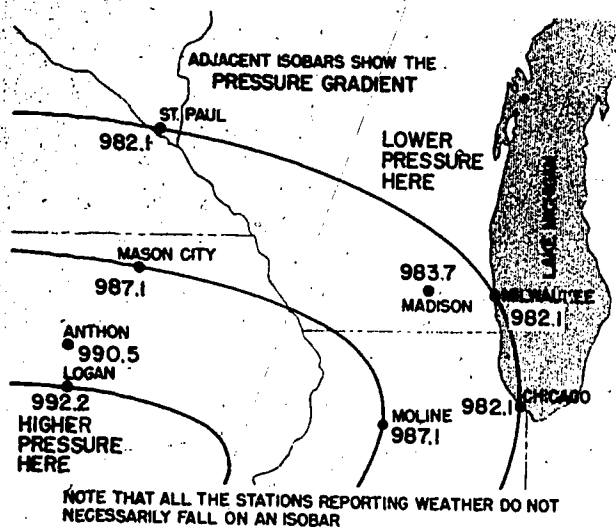 ADJACENT ISOBARS SHOW THE
PRESSURE GRADIENT
ST. PAUL
982.1
LOWER
PRESSURE
HERE
LAKE MICHIGAN
MASON CITY
987.1
983.7
MADISON
MILWAUTEE
982.1
ANTHON
990.5
LOGAN
992.2
HIGHER
PRESSURE
HERE
MOLINE
987.1
982.1
CHICAGO
NOTE THAT ALL THE STATIONS REPORTING WEATHER DO NOT
NECESSARILY FALL ON AN ISOBAR